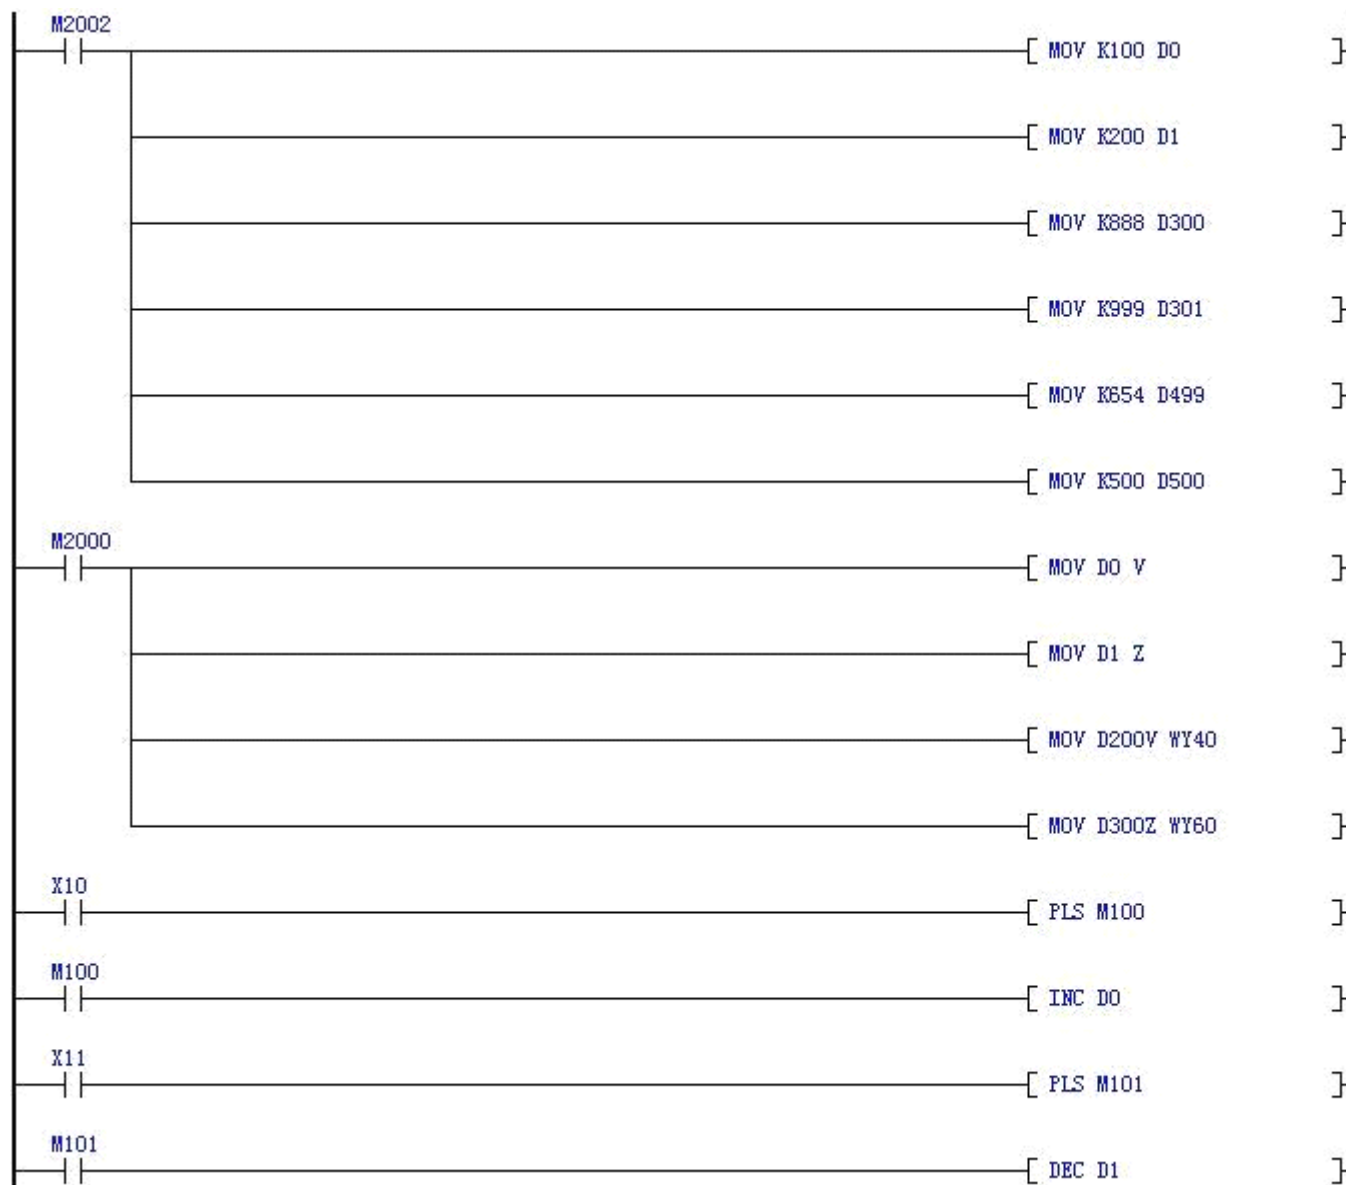 M2002
MOV K100 D0
MOV K200 D1
MOV K888 D300
MOV K999 D301
MOV K654 D499
MOV K500 D500
M2000
MOV D0 V
MOV D1 Z
MOV D200V WY40
MOV D300Z WY60
X10
PLS M100
M100
INC D0
X11
PLS M101
M101
DEC D1